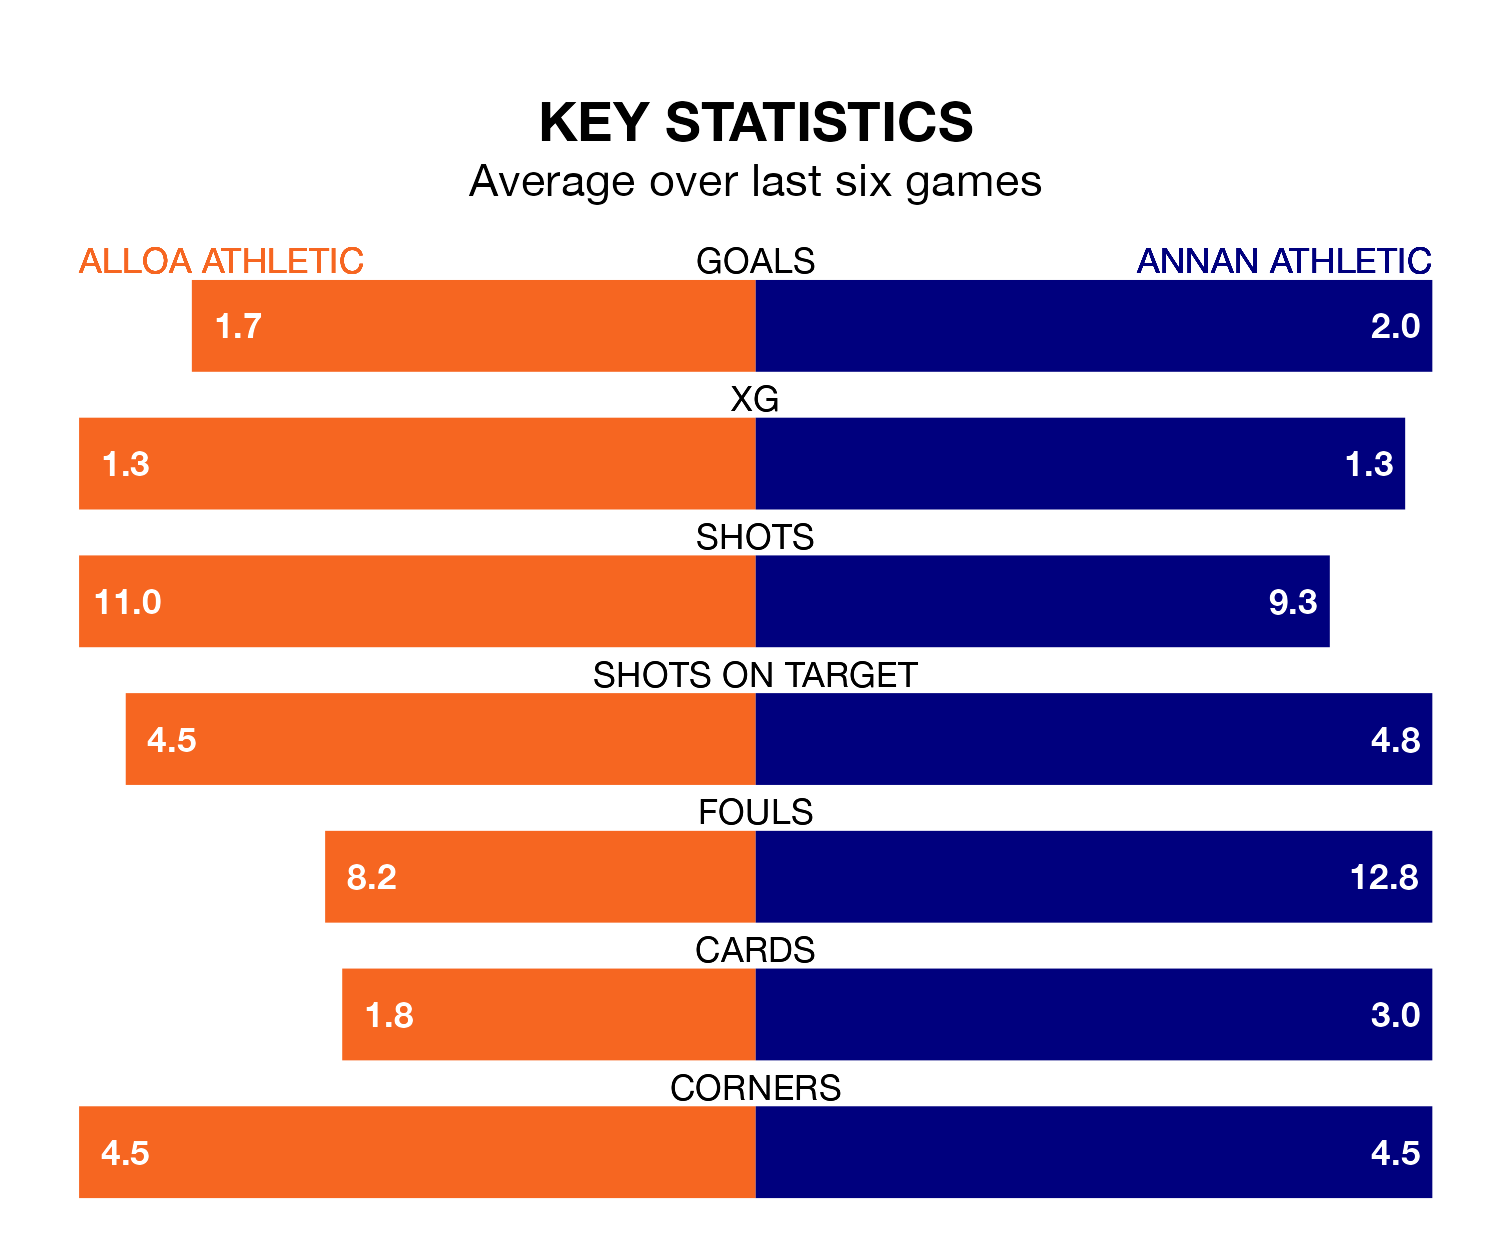 KEY STATISTICS
Average over last six games
ALLOA ATHLETIC GOALS ANNAN ATHLETIC
1.7 2.0
XG
1.3 1.3
SHOTS
11.0 9.3
SHOTS ON TARGET
4.5 4.8
FOULS
8.2 12.8
CARDS
1.8 3.0
CORNERS
4.5 4.5